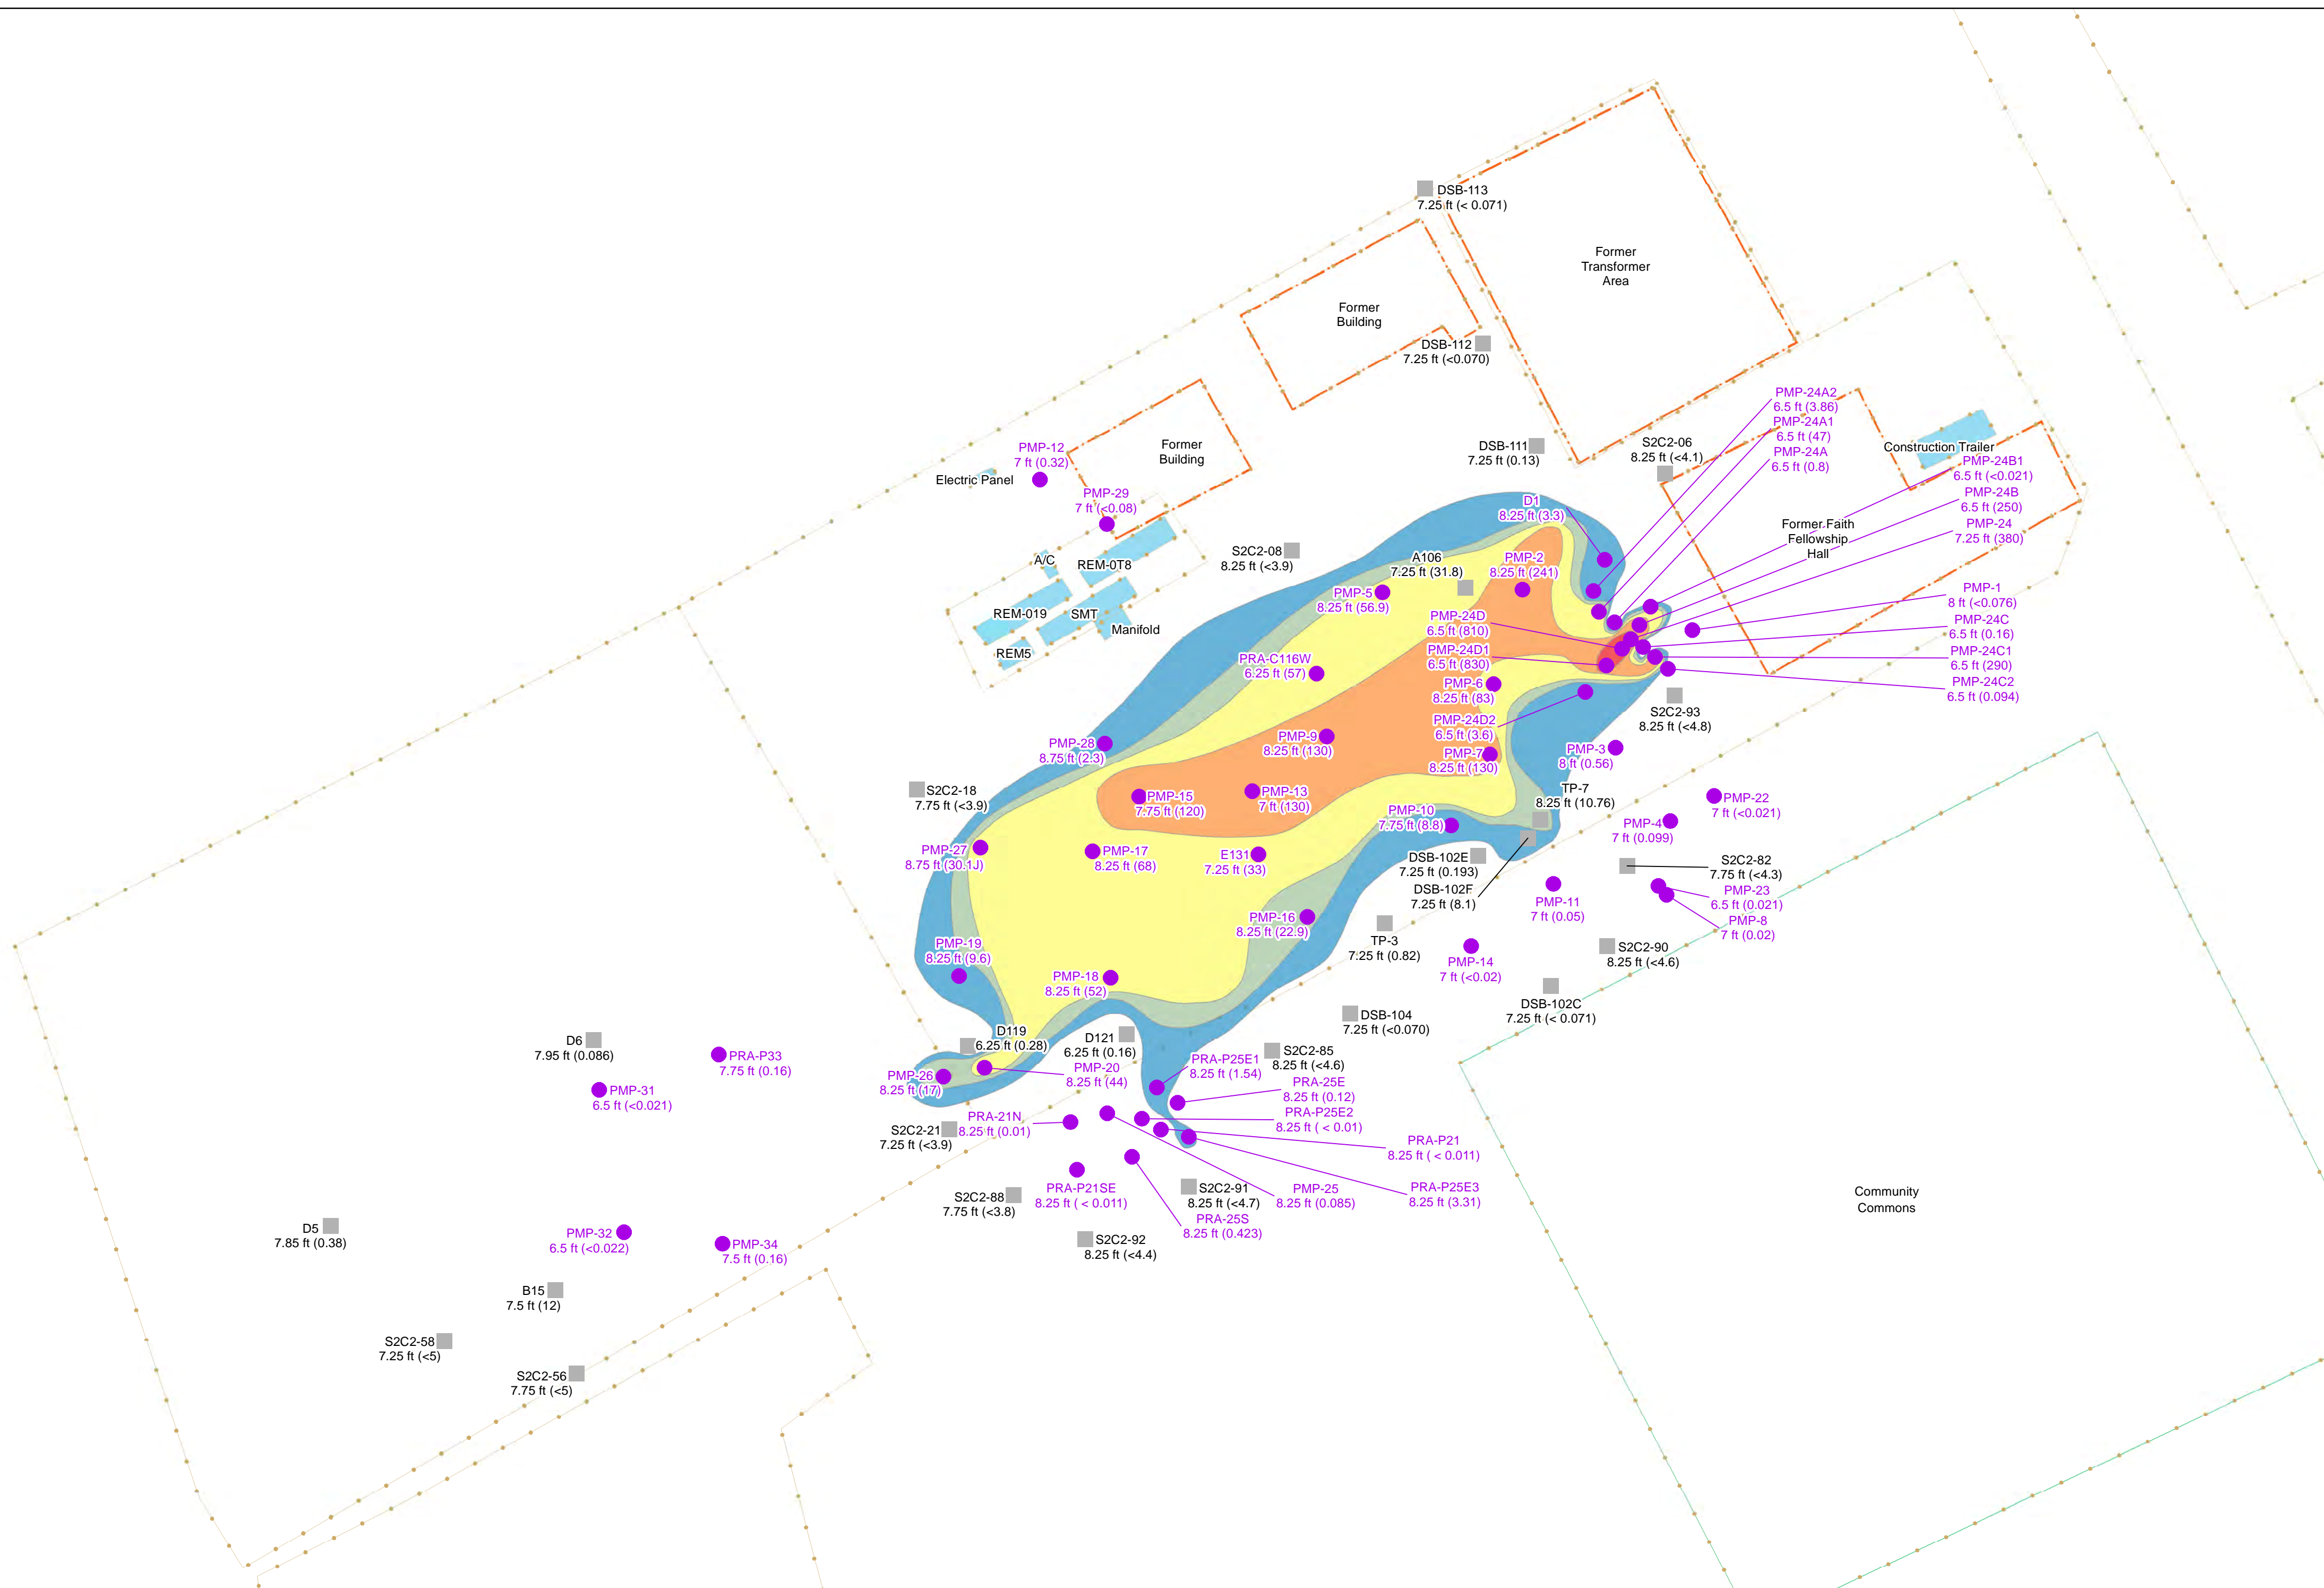 DSB-113
7.25 ft (< 0.071)
Former
Transformer
Area
Former
Building
DSB-112
7.25 ft (<0.070)
PMP-24A2
6.5 ft (3.86)
PMP-24A1
6.5 ft (47)
PMP-24A
6.5 ft (0.8)
PMP-12
7 ft (0.32)
Former
Building
DSB-111
7.25 ft (0.13)
S2C2-06
8.25 ft (<4.1)
Construction Trailer
PMP-24B1
6.5 ft (<0.021)
Electric Panel
PMP-29
7 ft (<0.08)
D1
8.25 ft (3.3)
PMP-24B
6.5 ft (250)
Former Faith
Fellowship
Hall
PMP-24
7.25 ft (380)
A/C
REM-0T8
S2C2-08
8.25 ft (<3.9)
A106
7.25 ft (31.8)
PMP-2
8.25 ft (241)
PMP-5
8.25 ft (56.9)
PMP-1
8 ft (<0.076)
REM-019
SMT
Manifold
REM5
PMP-24D
6.5 ft (810)
PMP-24C
6.5 ft (0.16)
PMP-24D1
6.5 ft (830)
PMP-24C1
6.5 ft (290)
PRA-C116W
6.25 ft (57)
PMP-6
8.25 ft (83)
PMP-24C2
6.5 ft (0.094)
S2C2-93
8.25 ft (<4.8)
PMP-24D2
6.5 ft (3.6)
PMP-28
8.75 ft (2.3)
PMP-9
8.25 ft (130)
PMP-7
8.25 ft (130)
PMP-3
8 ft (0.56)
S2C2-18
7.75 ft (<3.9)
PMP-15
7.75 ft (120)
PMP-13
7 ft (130)
TP-7
8.25 ft (10.76)
PMP-22
7 ft (<0.021)
PMP-10
7.75 ft (8.8)
PMP-4
7 ft (0.099)
PMP-27
8.75 ft (30.1J)
PMP-17
8.25 ft (68)
E131
7.25 ft (33)
DSB-102E
7.25 ft (0.193)
S2C2-82
7.75 ft (<4.3)
DSB-102F
7.25 ft (8.1)
PMP-11
7 ft (0.05)
PMP-23
6.5 ft (0.021)
PMP-8
7 ft (0.02)
PMP-16
8.25 ft (22.9)
TP-3
7.25 ft (0.82)
PMP-14
7 ft (<0.02)
S2C2-90
8.25 ft (<4.6)
PMP-19
8.25 ft (9.6)
PMP-18
8.25 ft (52)
DSB-102C
7.25 ft (< 0.071)
DSB-104
7.25 ft (<0.070)
D119
6.25 ft (0.28)
D121
6.25 ft (0.16)
D6
7.95 ft (0.086)
PRA-P33
7.75 ft (0.16)
S2C2-85
8.25 ft (<4.6)
PRA-P25E1
8.25 ft (1.54)
PMP-26
8.25 ft (17)
PMP-20
8.25 ft (44)
PRA-25E
8.25 ft (0.12)
PMP-31
6.5 ft (<0.021)
PRA-P25E2
8.25 ft ( < 0.01)
PRA-21N
8.25 ft (0.01)
S2C2-21
7.25 ft (<3.9)
PRA-P21
8.25 ft ( < 0.011)
PRA-P21SE
8.25 ft ( < 0.011)
S2C2-88
7.75 ft (<3.8)
S2C2-91
8.25 ft (<4.7)
PMP-25
8.25 ft (0.085)
PRA-P25E3
8.25 ft (3.31)
Community
Commons
PRA-25S
8.25 ft (0.423)
D5
7.85 ft (0.38)
PMP-32
6.5 ft (<0.022)
PMP-34
7.5 ft (0.16)
S2C2-92
8.25 ft (<4.4)
B15
7.5 ft (12)
S2C2-58
7.25 ft (<5)
S2C2-56
7.75 ft (<5)